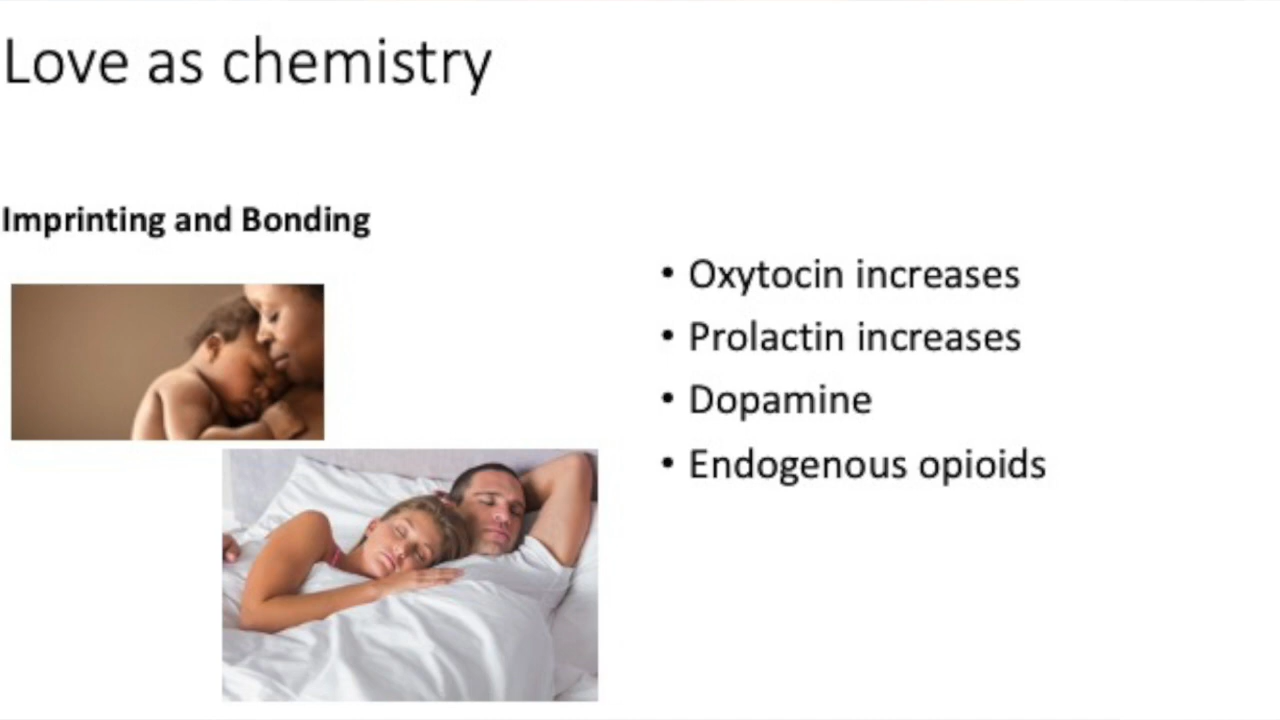 Love as chemistry
Imprinting and Bonding
• Oxytocin increases
• Prolactin increases
• Dopamine
• Endogenous opioids